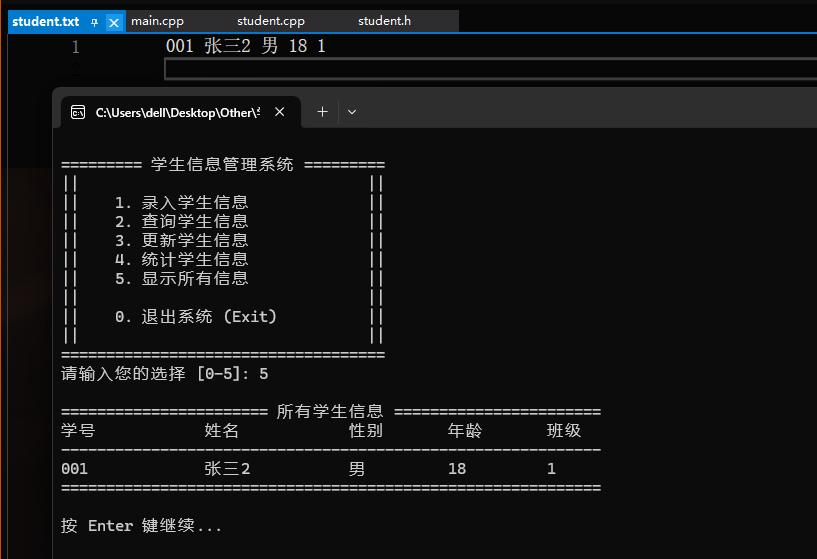 student.txt main.cpp student.cpp student.h
1 001 张三2 男 18 1
2
C:\Users\dell\Desktop\Other\
========= 学生信息管理系统 =========
|| ||
|| 1. 录入学生信息 ||
|| 2. 查询学生信息 ||
|| 3. 更新学生信息 ||
|| 4. 统计学生信息 ||
|| 5. 显示所有信息 ||
|| ||
|| 0. 退出系统 (Exit) ||
|| ||
====================================
请输入您的选择 [0-5]: 5
======================= 所有学生信息 =======================
学号 姓名 性别 年龄 班级
------------------------------------------------------------
001 张三2 男 18 1
============================================================
按 Enter 键继续...